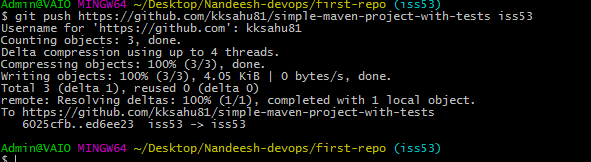 Admin@VAIO MINGW64 ~/Desktop/Nandeesh-devops/first-repo (iss53)
$ git push https://github.com/kksahu81/simple-maven-project-with-tests iss53
Username for 'https://github.com': kksahu81
Counting objects: 3, done.
Delta compression using up to 4 threads.
Compressing objects: 100% (3/3), done.
Writing objects: 100% (3/3), 4.05 KiB | 0 bytes/s, done.
Total 3 (delta 1), reused 0 (delta 0)
remote: Resolving deltas: 100% (1/1), completed with 1 local object.
To https://github.com/kksahu81/simple-maven-project-with-tests
   6025cfb..ed6ee23  iss53 -> iss53
Admin@VAIO MINGW64 ~/Desktop/Nandeesh-devops/first-repo (iss53)
$